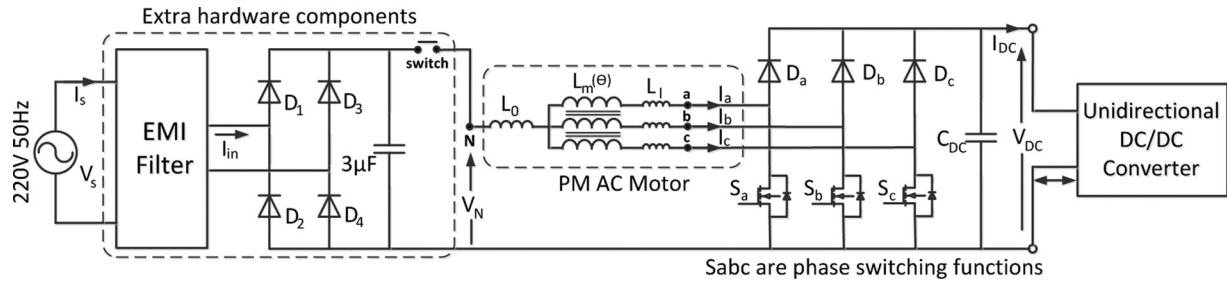 Extra hardware components
220V 50Hz
I_s
V_s
EMI
Filter
I_in
D_1
D_3
D_2
D_4
3µF
switch
N
V_N
L_0
L_m(Θ)
L_l
a
b
c
I_a
I_b
I_c
PM AC Motor
D_a
D_b
D_c
S_a
S_b
S_c
C_DC
I_DC
V_DC
Unidirectional
DC/DC
Converter
Sabc are phase switching functions